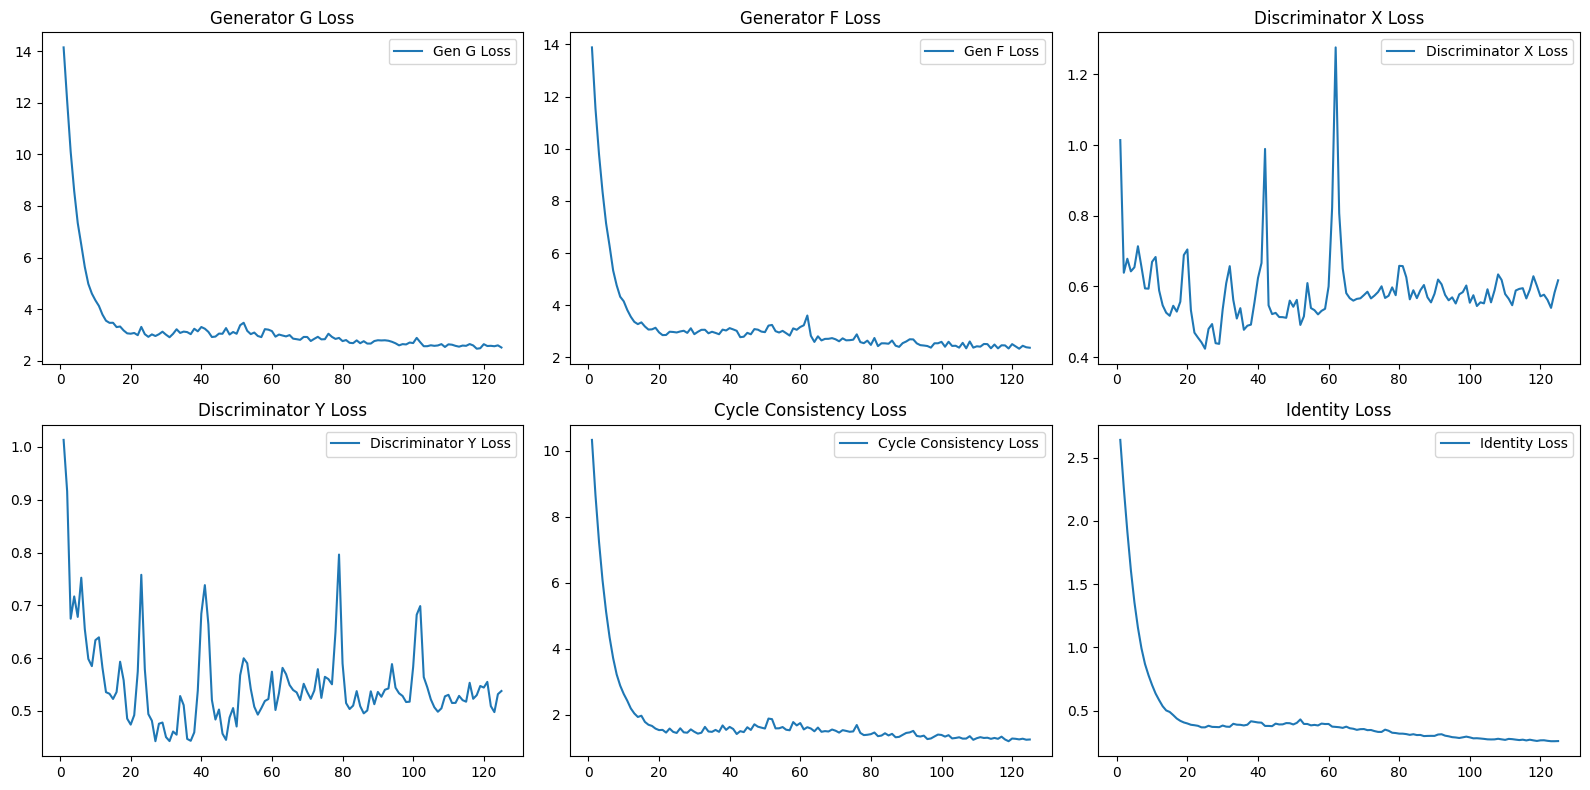 Generator G Loss
Gen G Loss
14
12
10
8
6
4
2
0 20 40 60 80 100 120
Generator F Loss
Gen F Loss
14
12
10
8
6
4
2
0 20 40 60 80 100 120
Discriminator X Loss
Discriminator X Loss
1.2
1.0
0.8
0.6
0.4
0 20 40 60 80 100 120
Discriminator Y Loss
Discriminator Y Loss
1.0
0.9
0.8
0.7
0.6
0.5
0 20 40 60 80 100 120
Cycle Consistency Loss
Cycle Consistency Loss
10
8
6
4
2
0 20 40 60 80 100 120
Identity Loss
Identity Loss
2.5
2.0
1.5
1.0
0.5
0 20 40 60 80 100 120